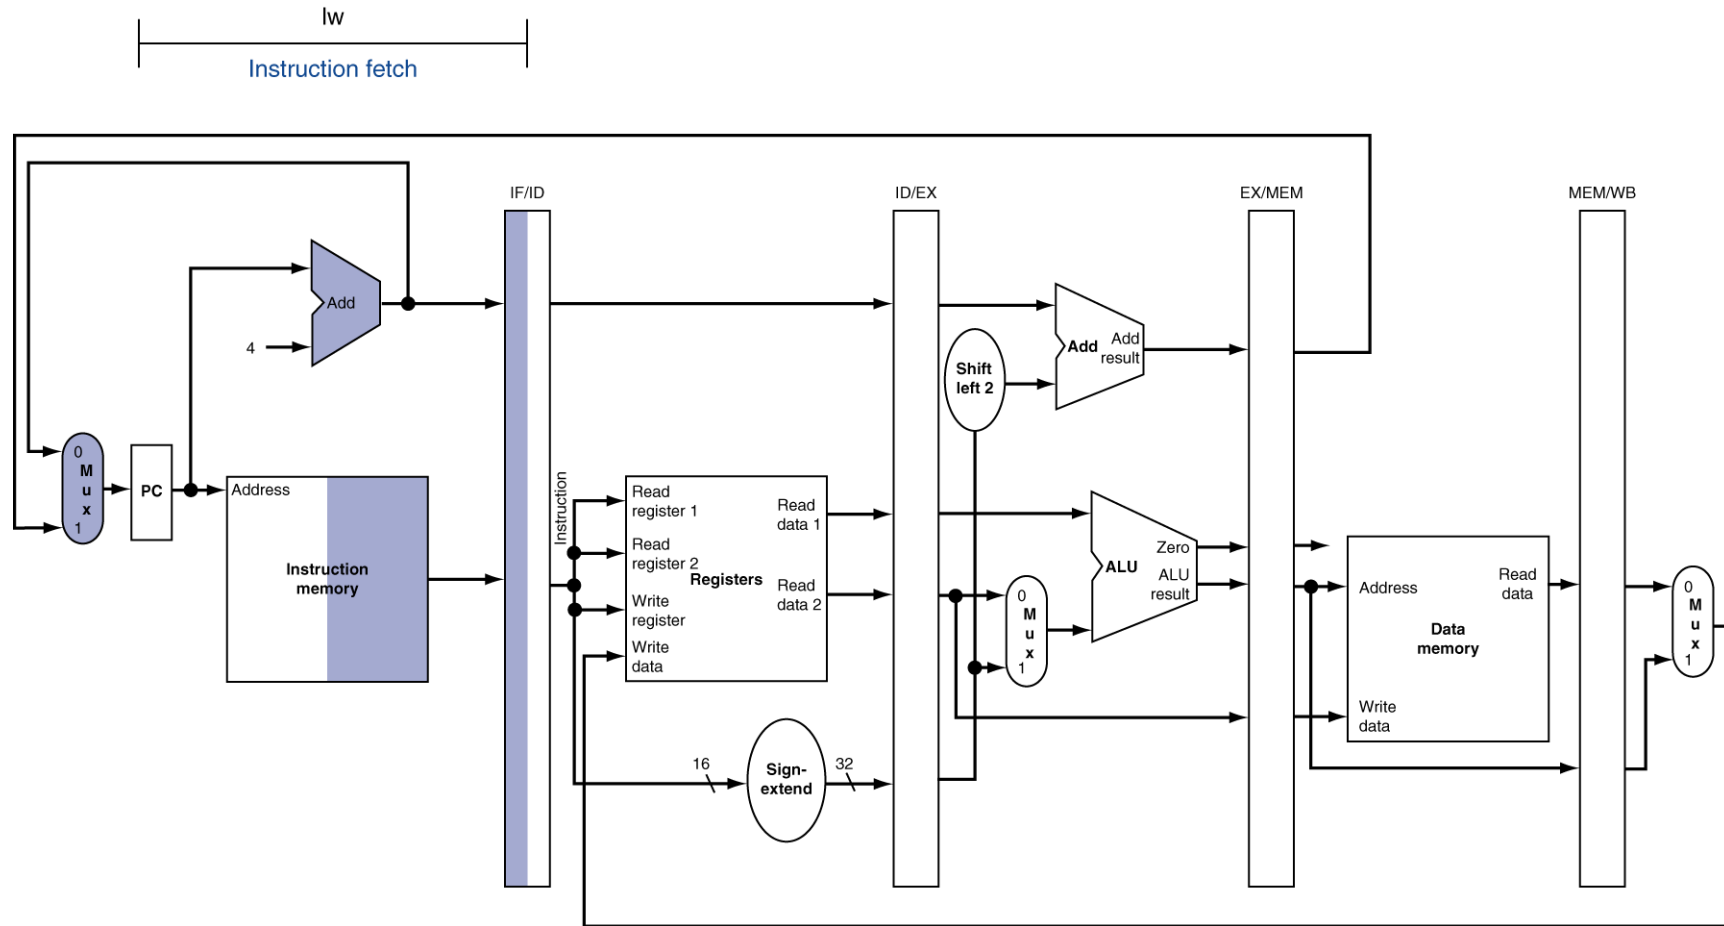 lw
Instruction fetch
IF/ID
ID/EX
EX/MEM
MEM/WB
Add
4
Add
Add
result
Shift
left 2
0
M
u
x
1
PC
Address
Instruction
memory
Instruction
Read
register 1
Read
register 2
Registers
Write
register
Write
data
Read
data 1
Read
data 2
0
M
u
x
1
Zero
ALU
ALU
result
Address
Read
data
Data
memory
Write
data
0
M
u
x
1
16
Sign-
extend
32